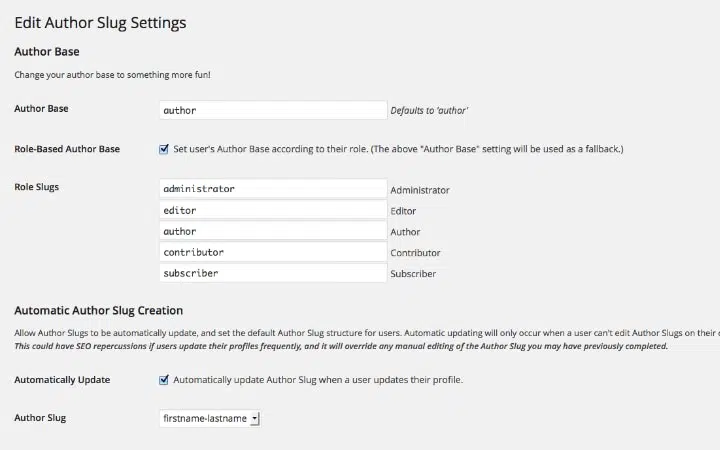 Edit Author Slug Settings
Author Base
Change your author base to something more fun!
Author Base author Defaults to 'author'
Role-Based Author Base Set user's Author Base according to their role. (The above "Author Base" setting will be used as a fallback.)
Role Slugs administrator Administrator
editor Editor
author Author
contributor Contributor
subscriber Subscriber
Automatic Author Slug Creation
Allow Author Slugs to be automatically update, and set the default Author Slug structure for users. Automatic updating will only occur when a user can't edit Author Slugs on their
This could have SEO repercussions if users update their profiles frequently, and it will override any manual editing of the Author Slug you may have previously completed.
Automatically Update Automatically update Author Slug when a user updates their profile.
Author Slug firstname-lastname